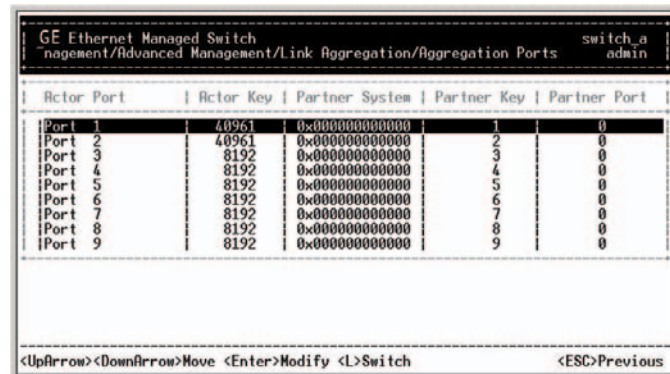 GE Ethernet Managed Switch switch_a
nagement/Advanced Management/Link Aggregation/Aggregation Ports admin
Actor Port | Actor Key | Partner System | Partner Key | Partner Port
Port 1 | 40961 | 0x000000000000 | 1 | 0
Port 2 | 40961 | 0x000000000000 | 2 | 0
Port 3 | 8192 | 0x000000000000 | 3 | 0
Port 4 | 8192 | 0x000000000000 | 4 | 0
Port 5 | 8192 | 0x000000000000 | 5 | 0
Port 6 | 8192 | 0x000000000000 | 6 | 0
Port 7 | 8192 | 0x000000000000 | 7 | 0
Port 8 | 8192 | 0x000000000000 | 8 | 0
Port 9 | 8192 | 0x000000000000 | 9 | 0
<UpArrow><DownArrow>Move <Enter>Modify <L>Switch <ESC>Previous